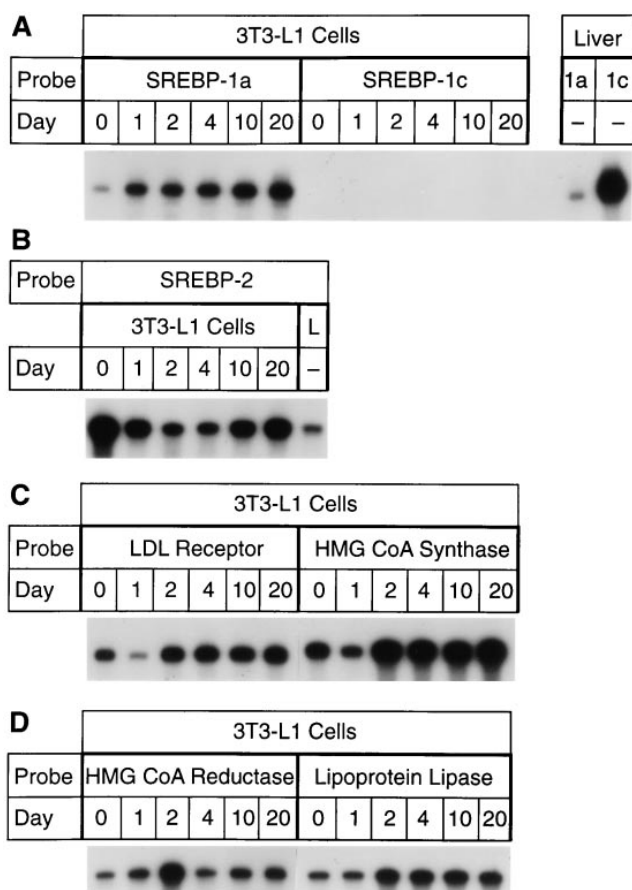 A
3T3-L1 Cells Liver
Probe SREBP-1a SREBP-1c 1a 1c
Day 0 1 2 4 10 20 0 1 2 4 10 20 – –
B
Probe SREBP-2
3T3-L1 Cells L
Day 0 1 2 4 10 20 –
C
3T3-L1 Cells
Probe LDL Receptor HMG CoA Synthase
Day 0 1 2 4 10 20 0 1 2 4 10 20
D
3T3-L1 Cells
Probe HMG CoA Reductase Lipoprotein Lipase
Day 0 1 2 4 10 20 0 1 2 4 10 20